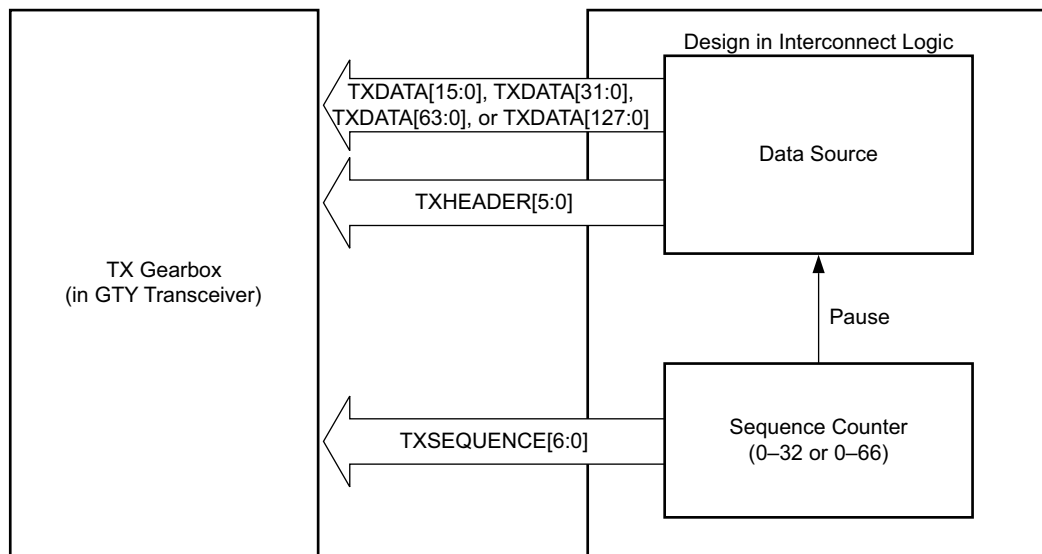 Design in Interconnect Logic
TXDATA[15:0], TXDATA[31:0],
TXDATA[63:0], or TXDATA[127:0]
Data Source
TXHEADER[5:0]
TX Gearbox
(in GTY Transceiver)
Pause
TXSEQUENCE[6:0]
Sequence Counter
(0–32 or 0–66)